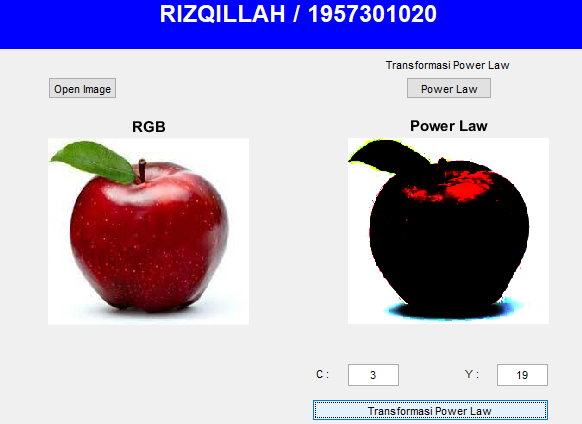 RIZQILLAH / 1957301020
Transformasi Power Law
Open Image
Power Law
RGB
Power Law
C : 3 Y : 19
Transformasi Power Law